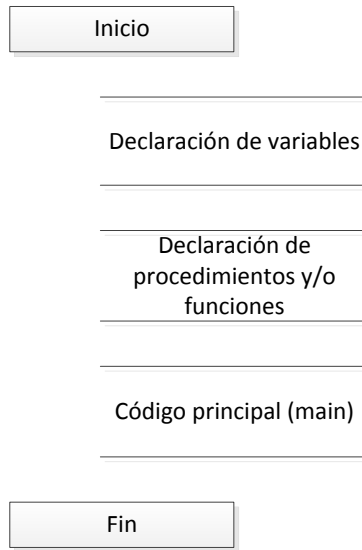 Inicio
Declaración de variables
Declaración de
procedimientos y/o
funciones
Código principal (main)
Fin